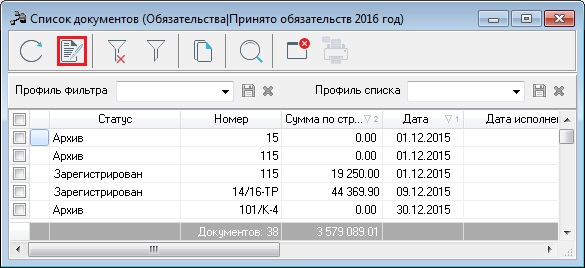 Список документов (Обязательства|Принято обязательств 2016 год)
Профиль фильтра Профиль списка
Статус Номер Сумма по стр... 2 Дата 1 Дата исполнен
Архив 15 0.00 01.12.2015
Архив 115 0.00 01.12.2015
Зарегистрирован 115 19 250.00 01.12.2015
Зарегистрирован 14/16-ТР 44 369.90 09.12.2015
Архив 101/К-4 0.00 30.12.2015
Документов: 38 3 579 089.01